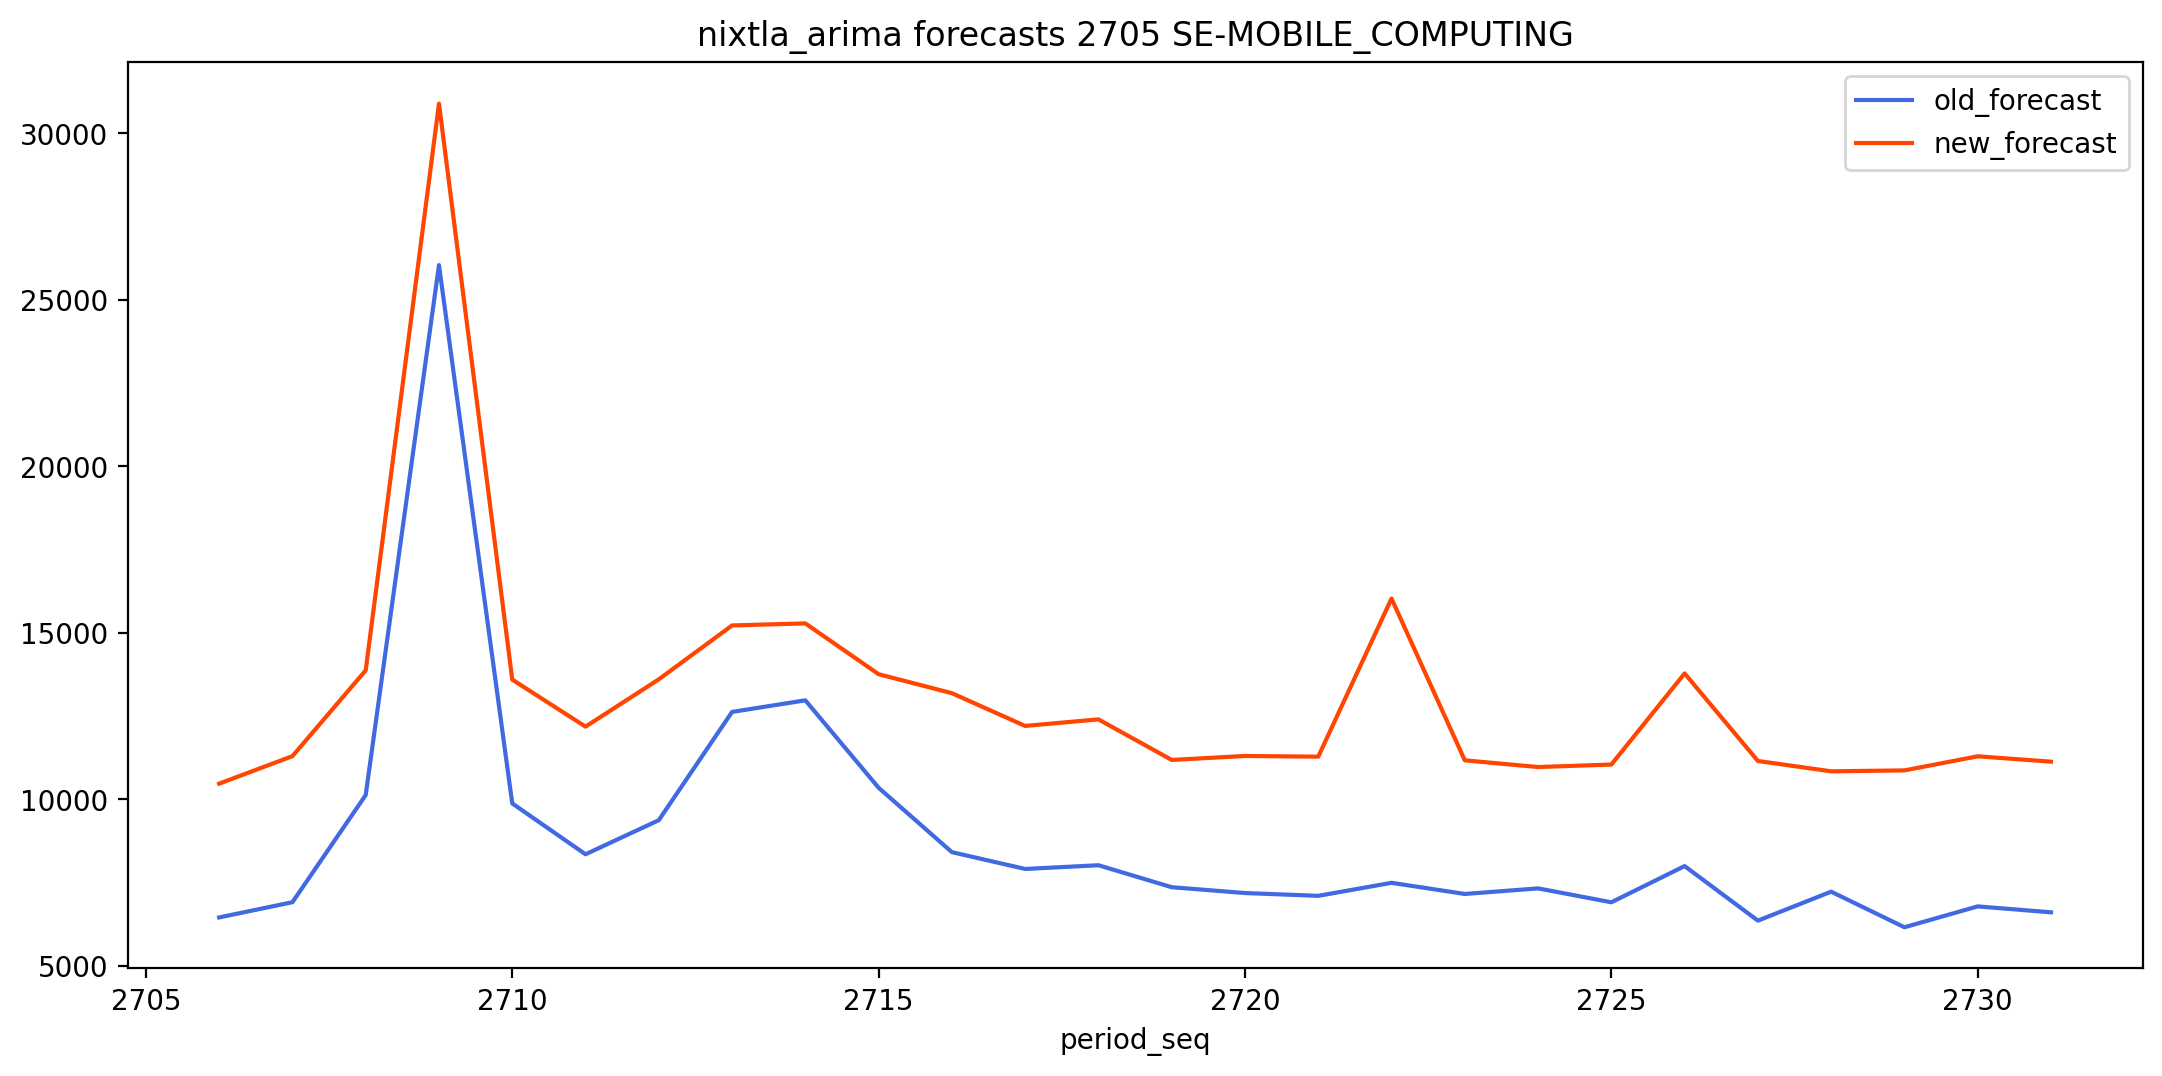 nixtla_arima forecasts 2705 SE-MOBILE_COMPUTING
old_forecast
new_forecast
30000
25000
20000
15000
10000
5000
2705 2710 2715 2720 2725 2730
period_seq